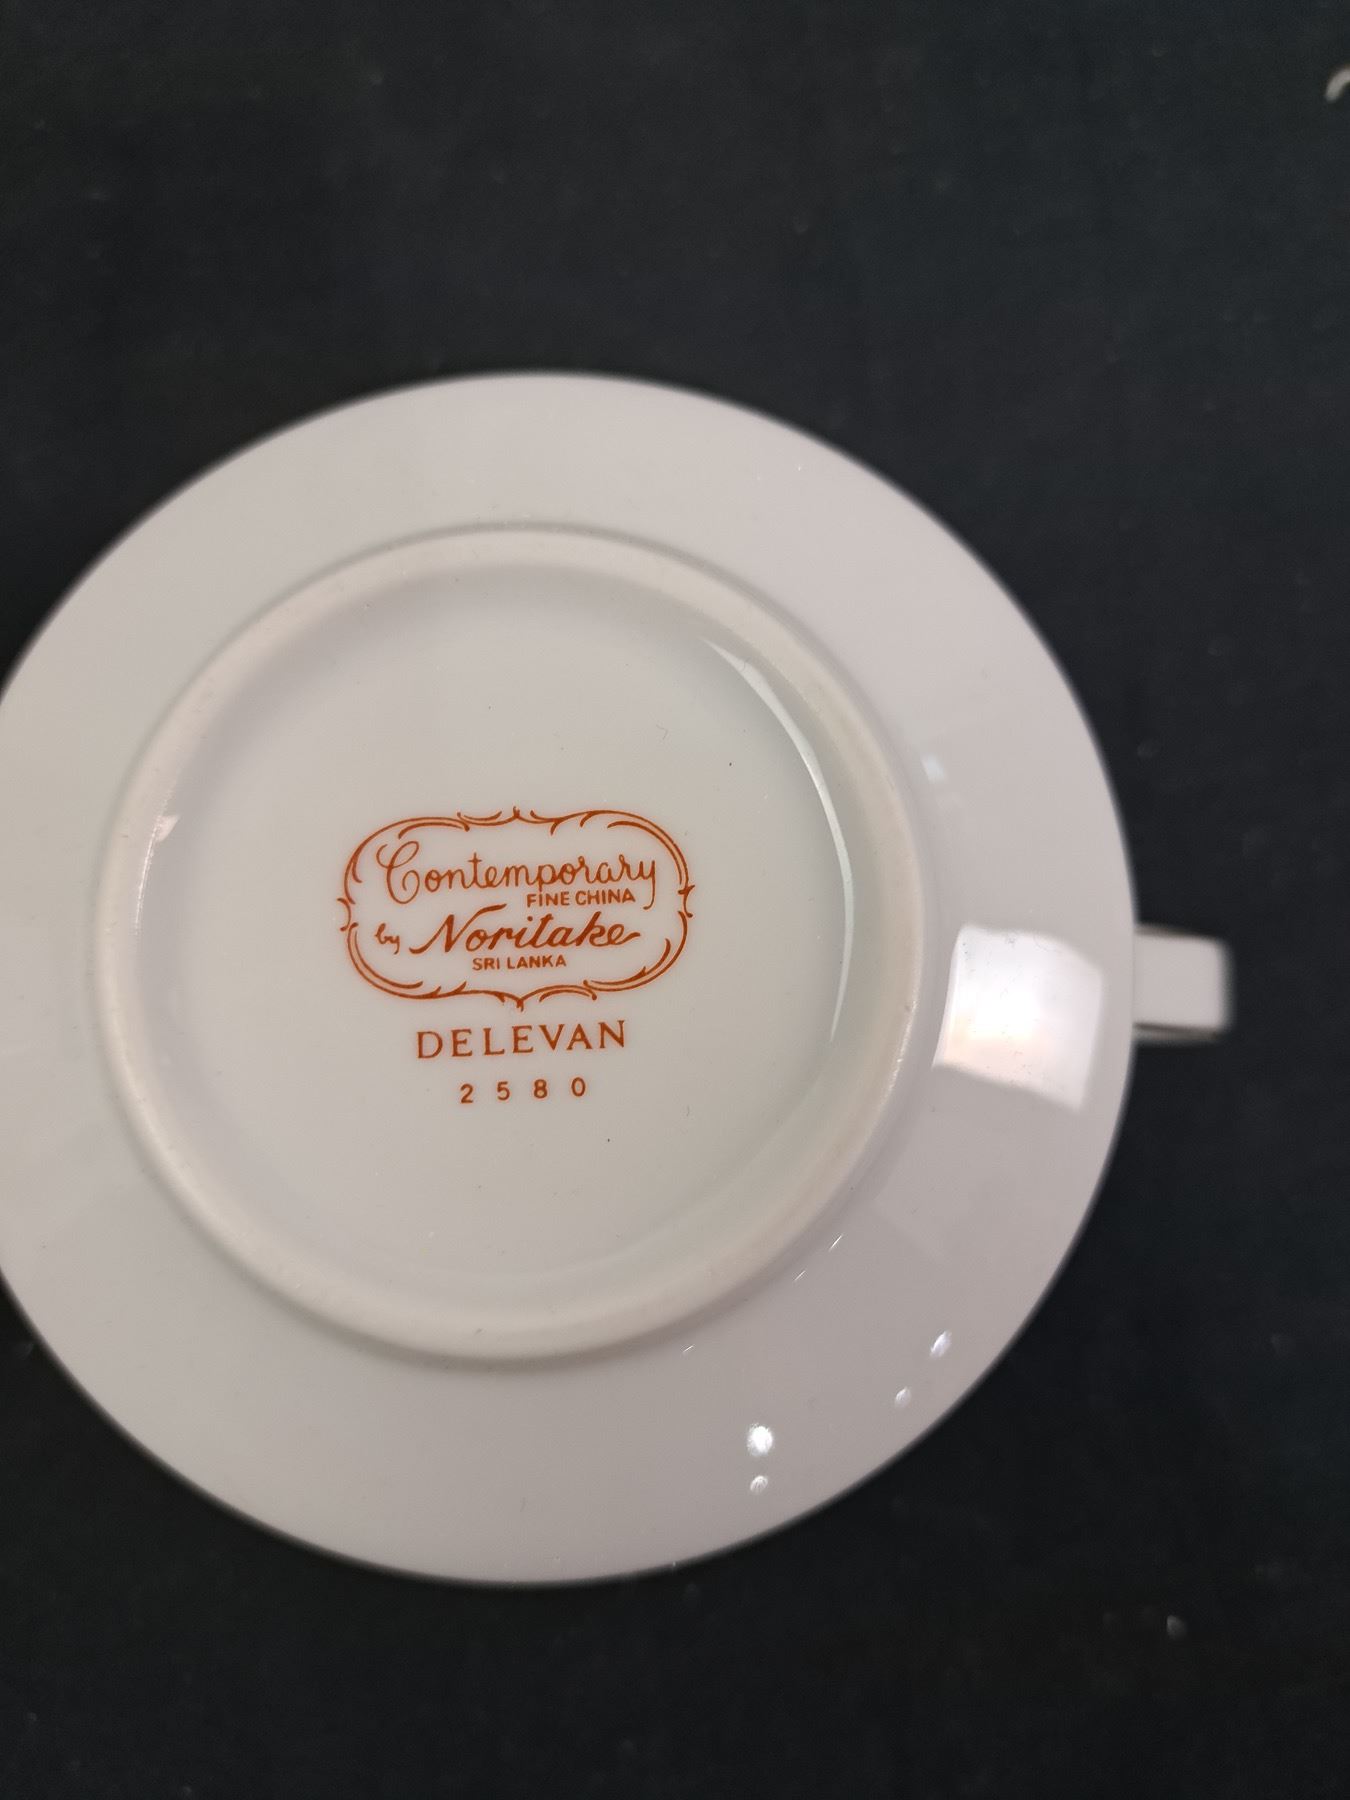 Contemporary
FINE CHINA
by Noritake
SRI LANKA
DELEVAN
2580